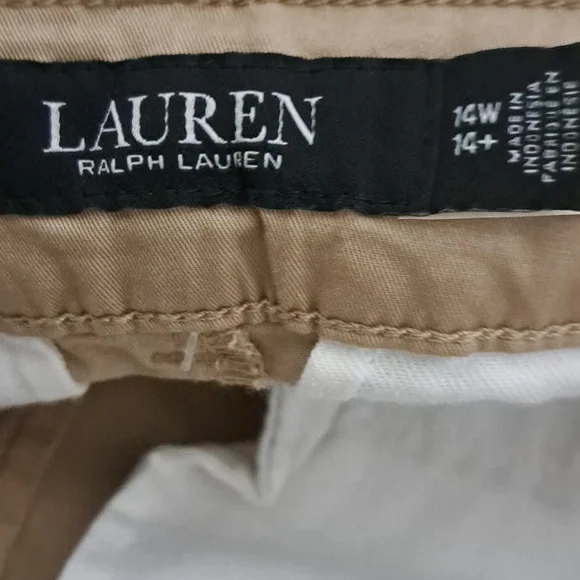 LAUREN
RALPH LAUREN
14W
14+
MADE IN
INDONESIA
FABRIQUÉ EN
INDONÉSIE